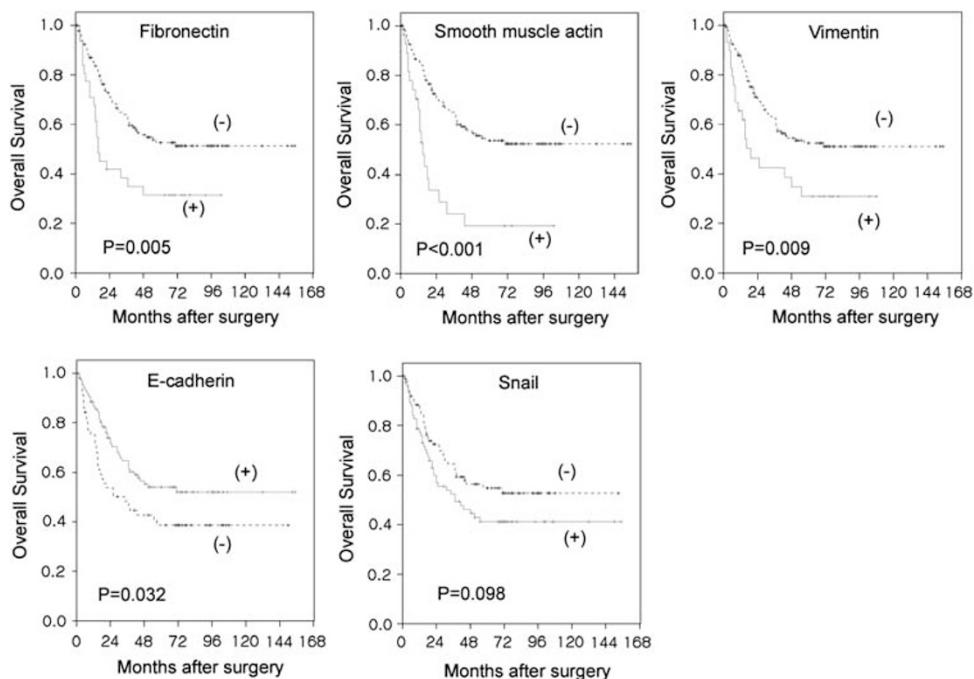 Fibronectin
Overall Survival
1.0
0.8
0.6
0.4
0.2
0.0
(-)
(+)
P=0.005
0 24 48 72 96 120 144 168
Months after surgery
Smooth muscle actin
Overall Survival
1.0
0.8
0.6
0.4
0.2
0.0
(-)
(+)
P<0.001
0 24 48 72 96 120 144
Months after surgery
Vimentin
Overall Survival
1.0
0.8
0.6
0.4
0.2
0.0
(-)
(+)
P=0.009
0 24 48 72 96 120 144 168
Months after surgery
E-cadherin
Overall Survival
1.0
0.8
0.6
0.4
0.2
0.0
(+)
(-)
P=0.032
0 24 48 72 96 120 144 168
Months after surgery
Snail
Overall Survival
1.0
0.8
0.6
0.4
0.2
0.0
(-)
(+)
P=0.098
0 24 48 72 96 120 144 168
Months after surgery